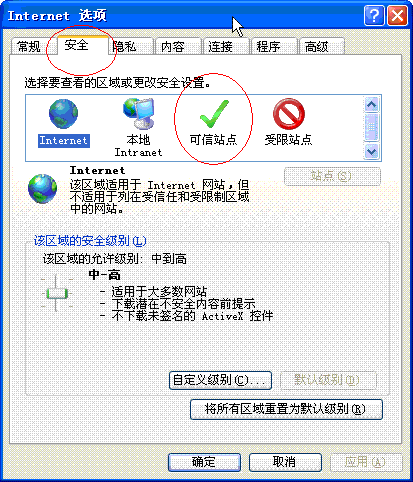 Internet 选项
常规 安全 隐私 内容 连接 程序 高级
选择要查看的区域或更改安全设置。
Internet 本地 Intranet 可信站点 受限站点
Internet
站点(S)
该区域适用于 Internet 网站,但
不适用于列在受信任和受限制区域
中的网站。
该区域的安全级别(L)
该区域的允许级别: 中到高
中-高
- 适用于大多数网站
- 下载潜在不安全内容前提示
- 不下载未签名的 ActiveX 控件
自定义级别(C)... 默认级别(D)
将所有区域重置为默认级别(R)
确定 取消 应用(A)